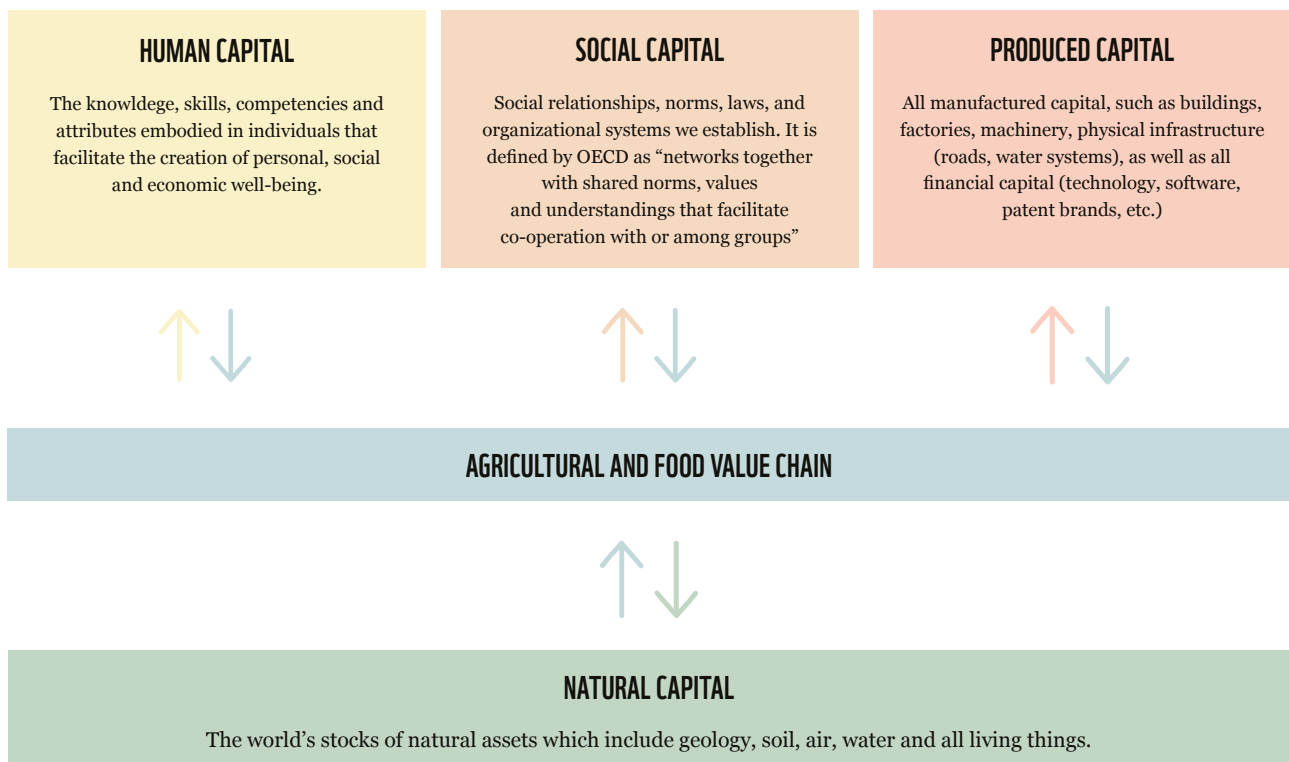 HUMAN CAPITAL
The knowldege, skills, competencies and
attributes embodied in individuals that
facilitate the creation of personal, social
and economic well-being.
SOCIAL CAPITAL
Social relationships, norms, laws, and
organizational systems we establish. It is
defined by OECD as “networks together
with shared norms, values
and understandings that facilitate
co-operation with or among groups”
PRODUCED CAPITAL
All manufactured capital, such as buildings,
factories, machinery, physical infrastructure
(roads, water systems), as well as all
financial capital (technology, software,
patent brands, etc.)
AGRICULTURAL AND FOOD VALUE CHAIN
NATURAL CAPITAL
The world’s stocks of natural assets which include geology, soil, air, water and all living things.